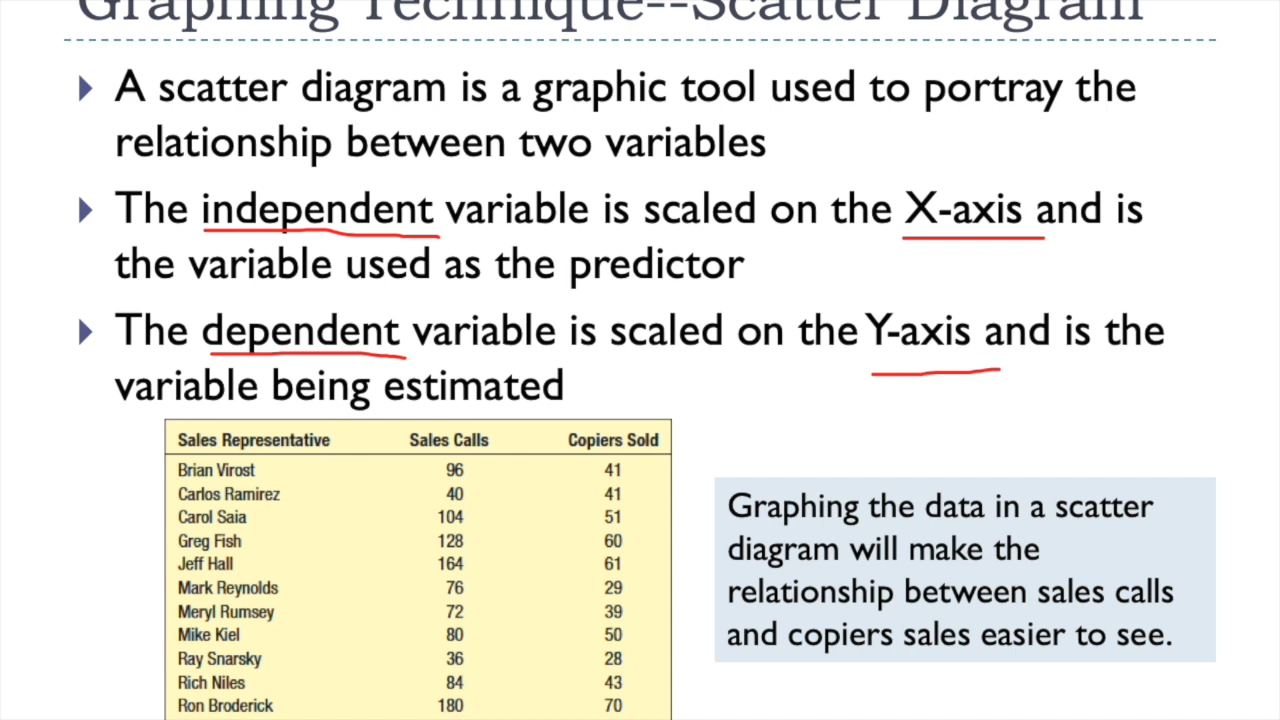 Graphing Technique--Scatter Diagram
A scatter diagram is a graphic tool used to portray the
relationship between two variables
The independent variable is scaled on the X-axis and is
the variable used as the predictor
The dependent variable is scaled on the Y-axis and is the
variable being estimated
Sales Representative Sales Calls Copiers Sold
Brian Virost 96 41
Carlos Ramirez 40 41
Carol Saia 104 51
Greg Fish 128 60
Jeff Hall 164 61
Mark Reynolds 76 29
Meryl Rumsey 72 39
Mike Kiel 80 50
Ray Snarsky 36 28
Rich Niles 84 43
Ron Broderick 180 70
Graphing the data in a scatter
diagram will make the
relationship between sales calls
and copiers sales easier to see.